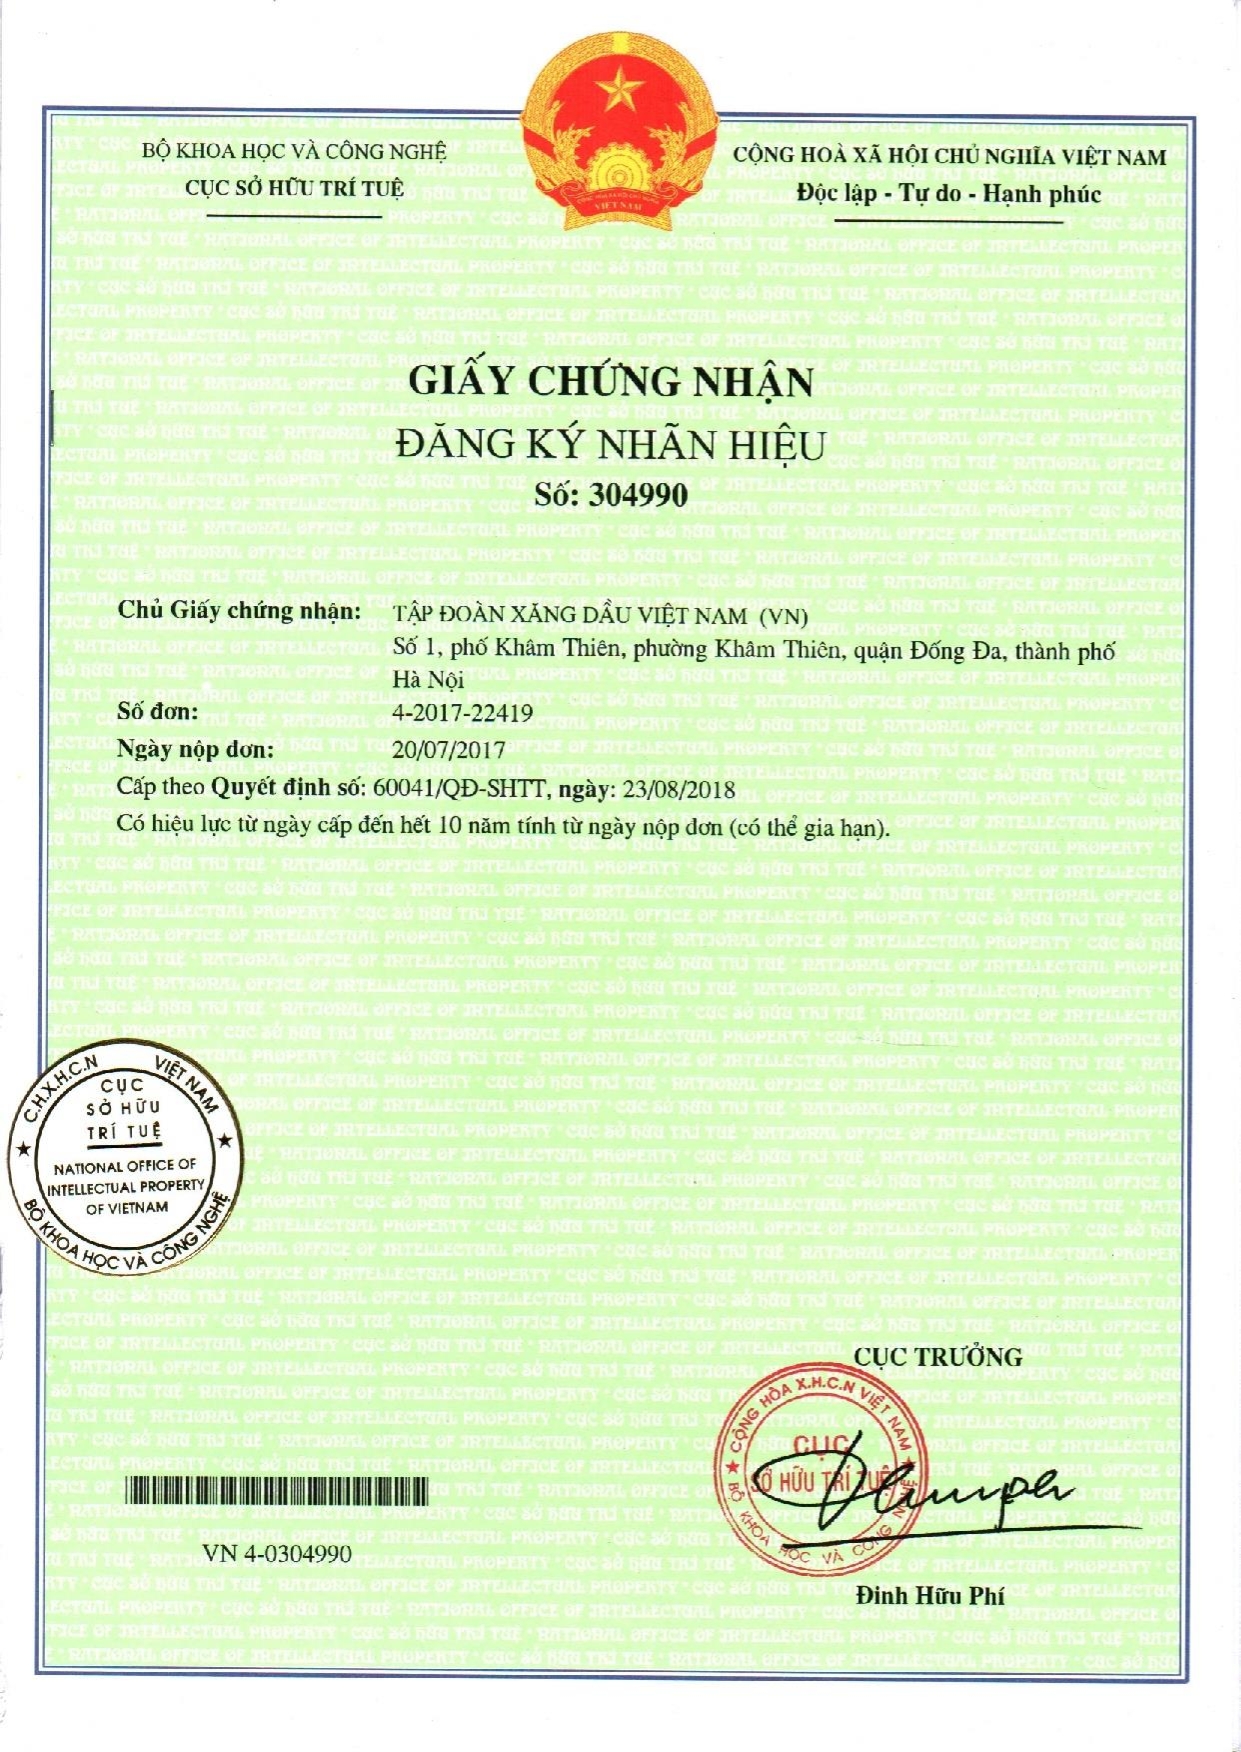 BỘ KHOA HỌC VÀ CÔNG NGHỆ
CỤC SỞ HỮU TRÍ TUỆ
CỘNG HOÀ XÃ HỘI CHỦ NGHĨA VIỆT NAM
Độc lập - Tự do - Hạnh phúc
VIỆT NAM
GIẤY CHỨNG NHẬN
ĐĂNG KÝ NHÃN HIỆU
Số: 304990
Chủ Giấy chứng nhận: TẬP ĐOÀN XĂNG DẦU VIỆT NAM (VN)
Số 1, phố Khâm Thiên, phường Khâm Thiên, quận Đống Đa, thành phố
Hà Nội
Số đơn: 4-2017-22419
Ngày nộp đơn: 20/07/2017
Cấp theo Quyết định số: 60041/QĐ-SHTT, ngày: 23/08/2018
Có hiệu lực từ ngày cấp đến hết 10 năm tính từ ngày nộp đơn (có thể gia hạn).
C.H.X.H.C.N VIỆT NAM
CỤC
SỞ HỮU
TRÍ TUỆ
NATIONAL OFFICE OF
INTELLECTUAL PROPERTY
OF VIETNAM
BỘ KHOA HỌC VÀ CÔNG NGHỆ
CỤC TRƯỞNG
CỘNG HÒA X.H.C.N VIỆT NAM
CỤC
SỞ HỮU TRÍ TUỆ
BỘ KHOA HỌC VÀ CÔNG NGHỆ
VN 4-0304990
Đinh Hữu Phí